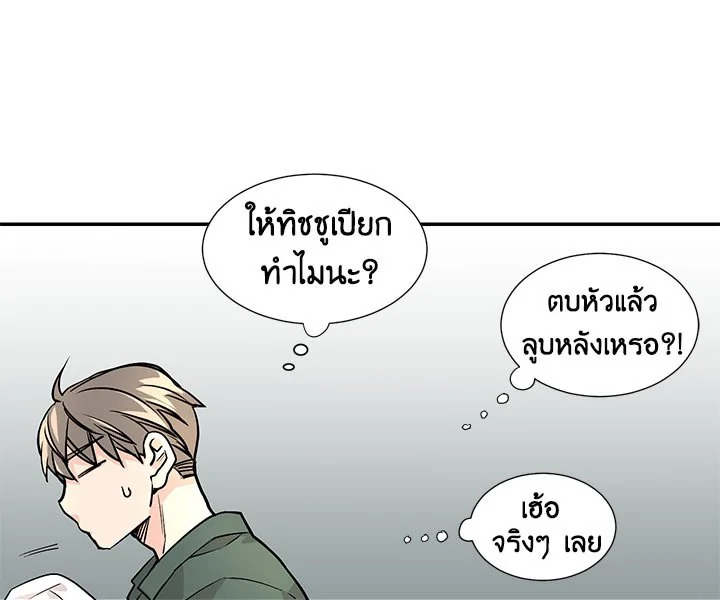 ให้ทิชชูเปียก
ทำไมนะ?
ตบหัวแล้ว
ลูบหลังเหรอ?!
เฮ้อ
จริงๆ เลย